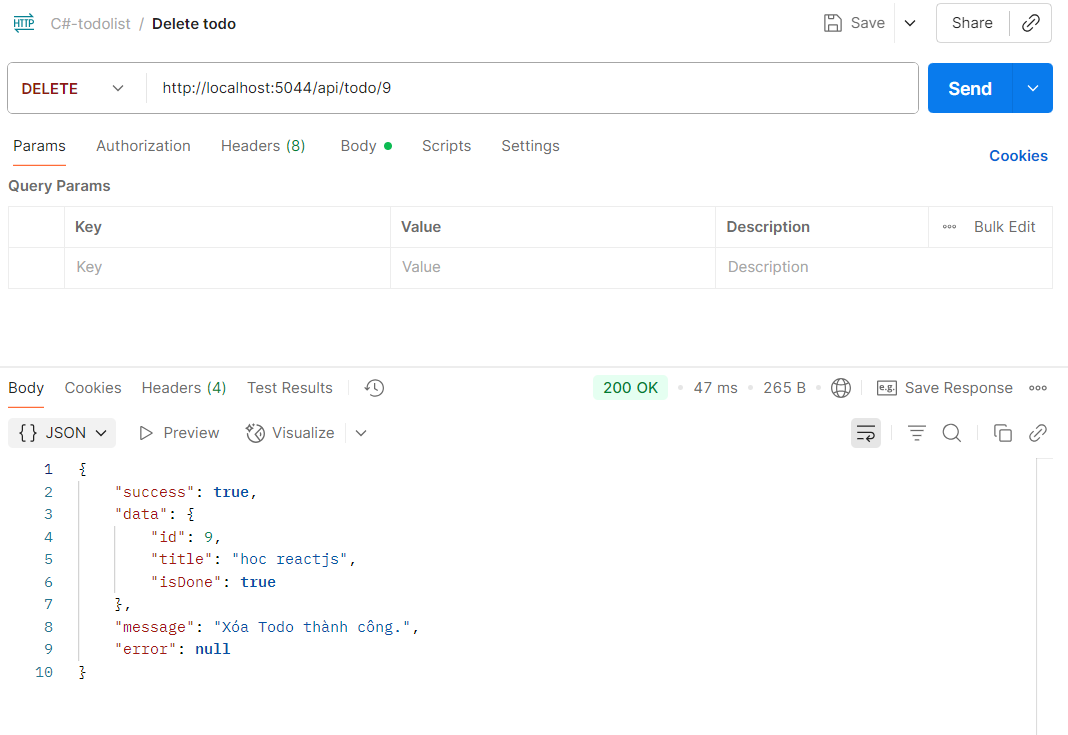 HTTP C#-todolist / Delete todo Save Share
DELETE http://localhost:5044/api/todo/9 Send
Params Authorization Headers (8) Body Scripts Settings Cookies
Query Params
Key Value Description Bulk Edit
Key Value Description
Body Cookies Headers (4) Test Results 200 OK 47 ms 265 B e.g. Save Response
{} JSON Preview Visualize
1 {
2 "success": true,
3 "data": {
4 "id": 9,
5 "title": "hoc reactjs",
6 "isDone": true
7 },
8 "message": "Xóa Todo thành công.",
9 "error": null
10 }